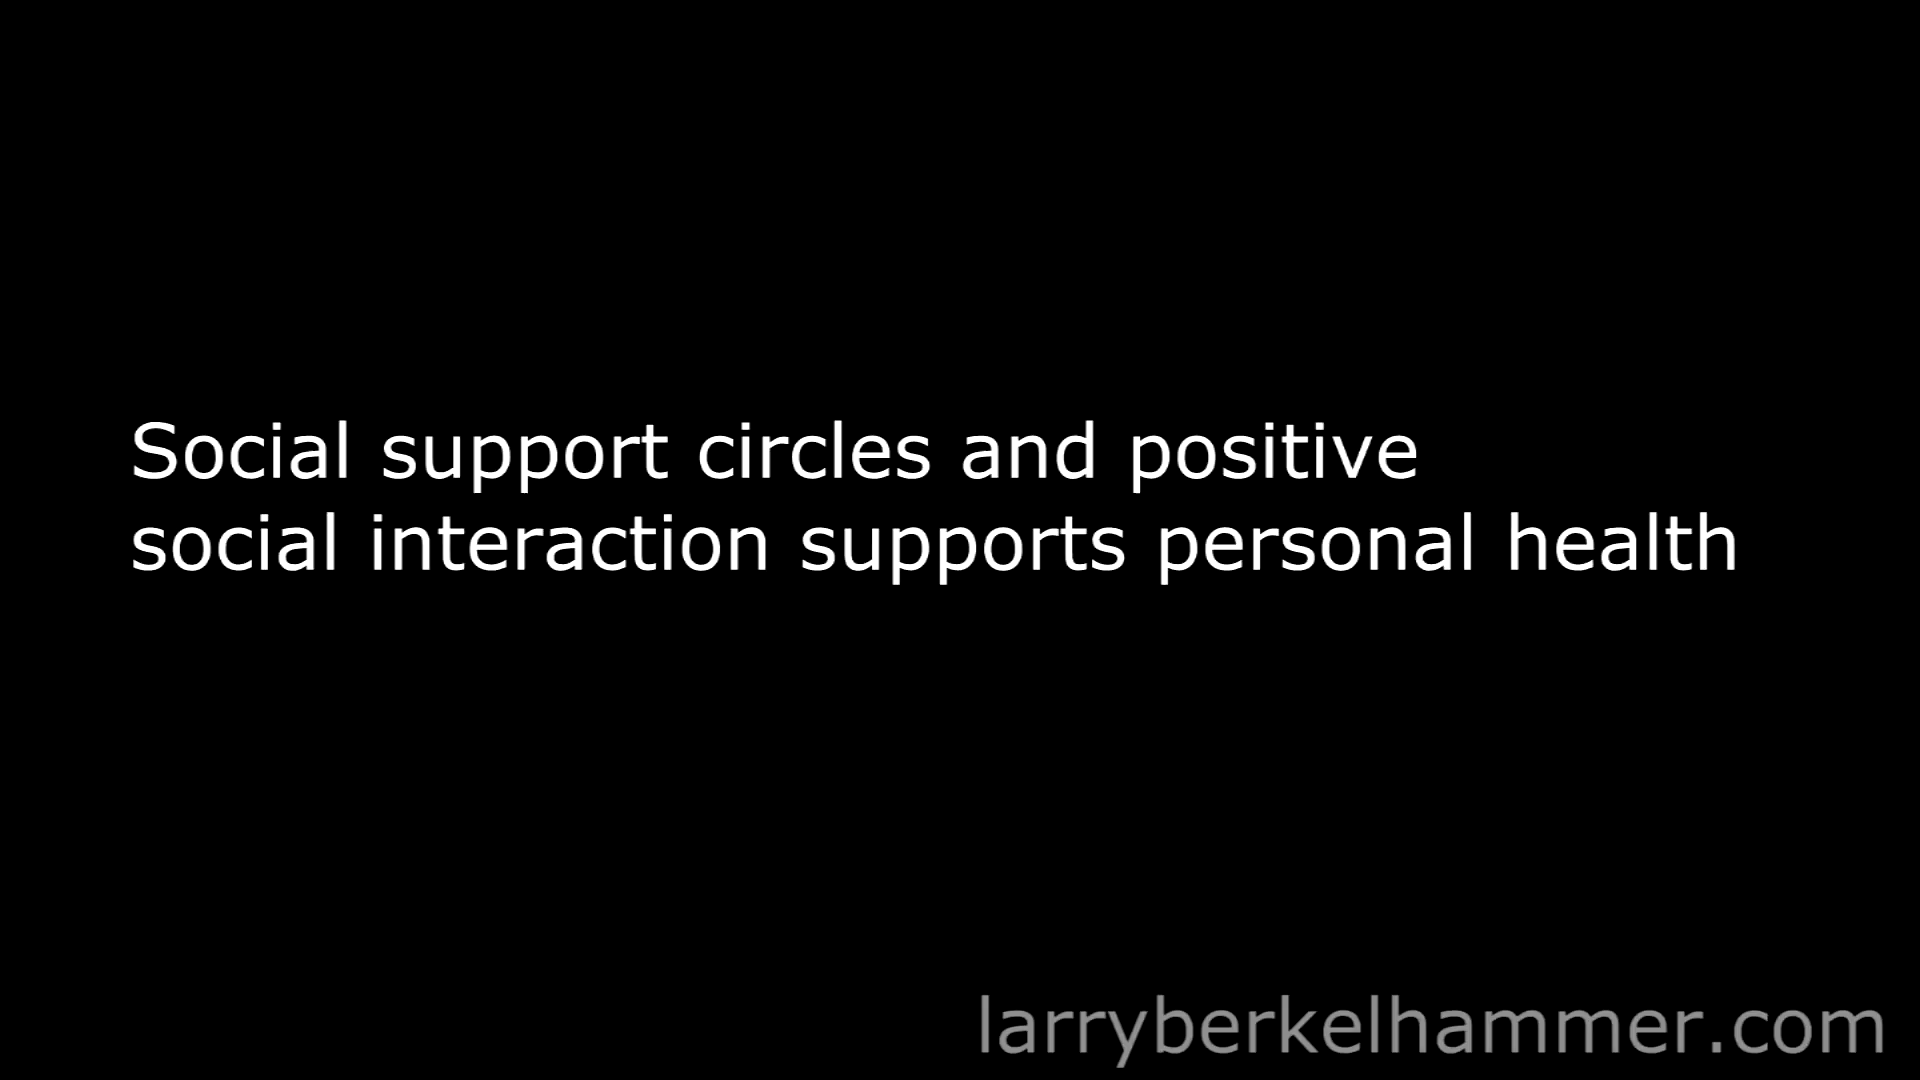 Social support circles and positive
social interaction supports personal health
larryberkelhammer.com